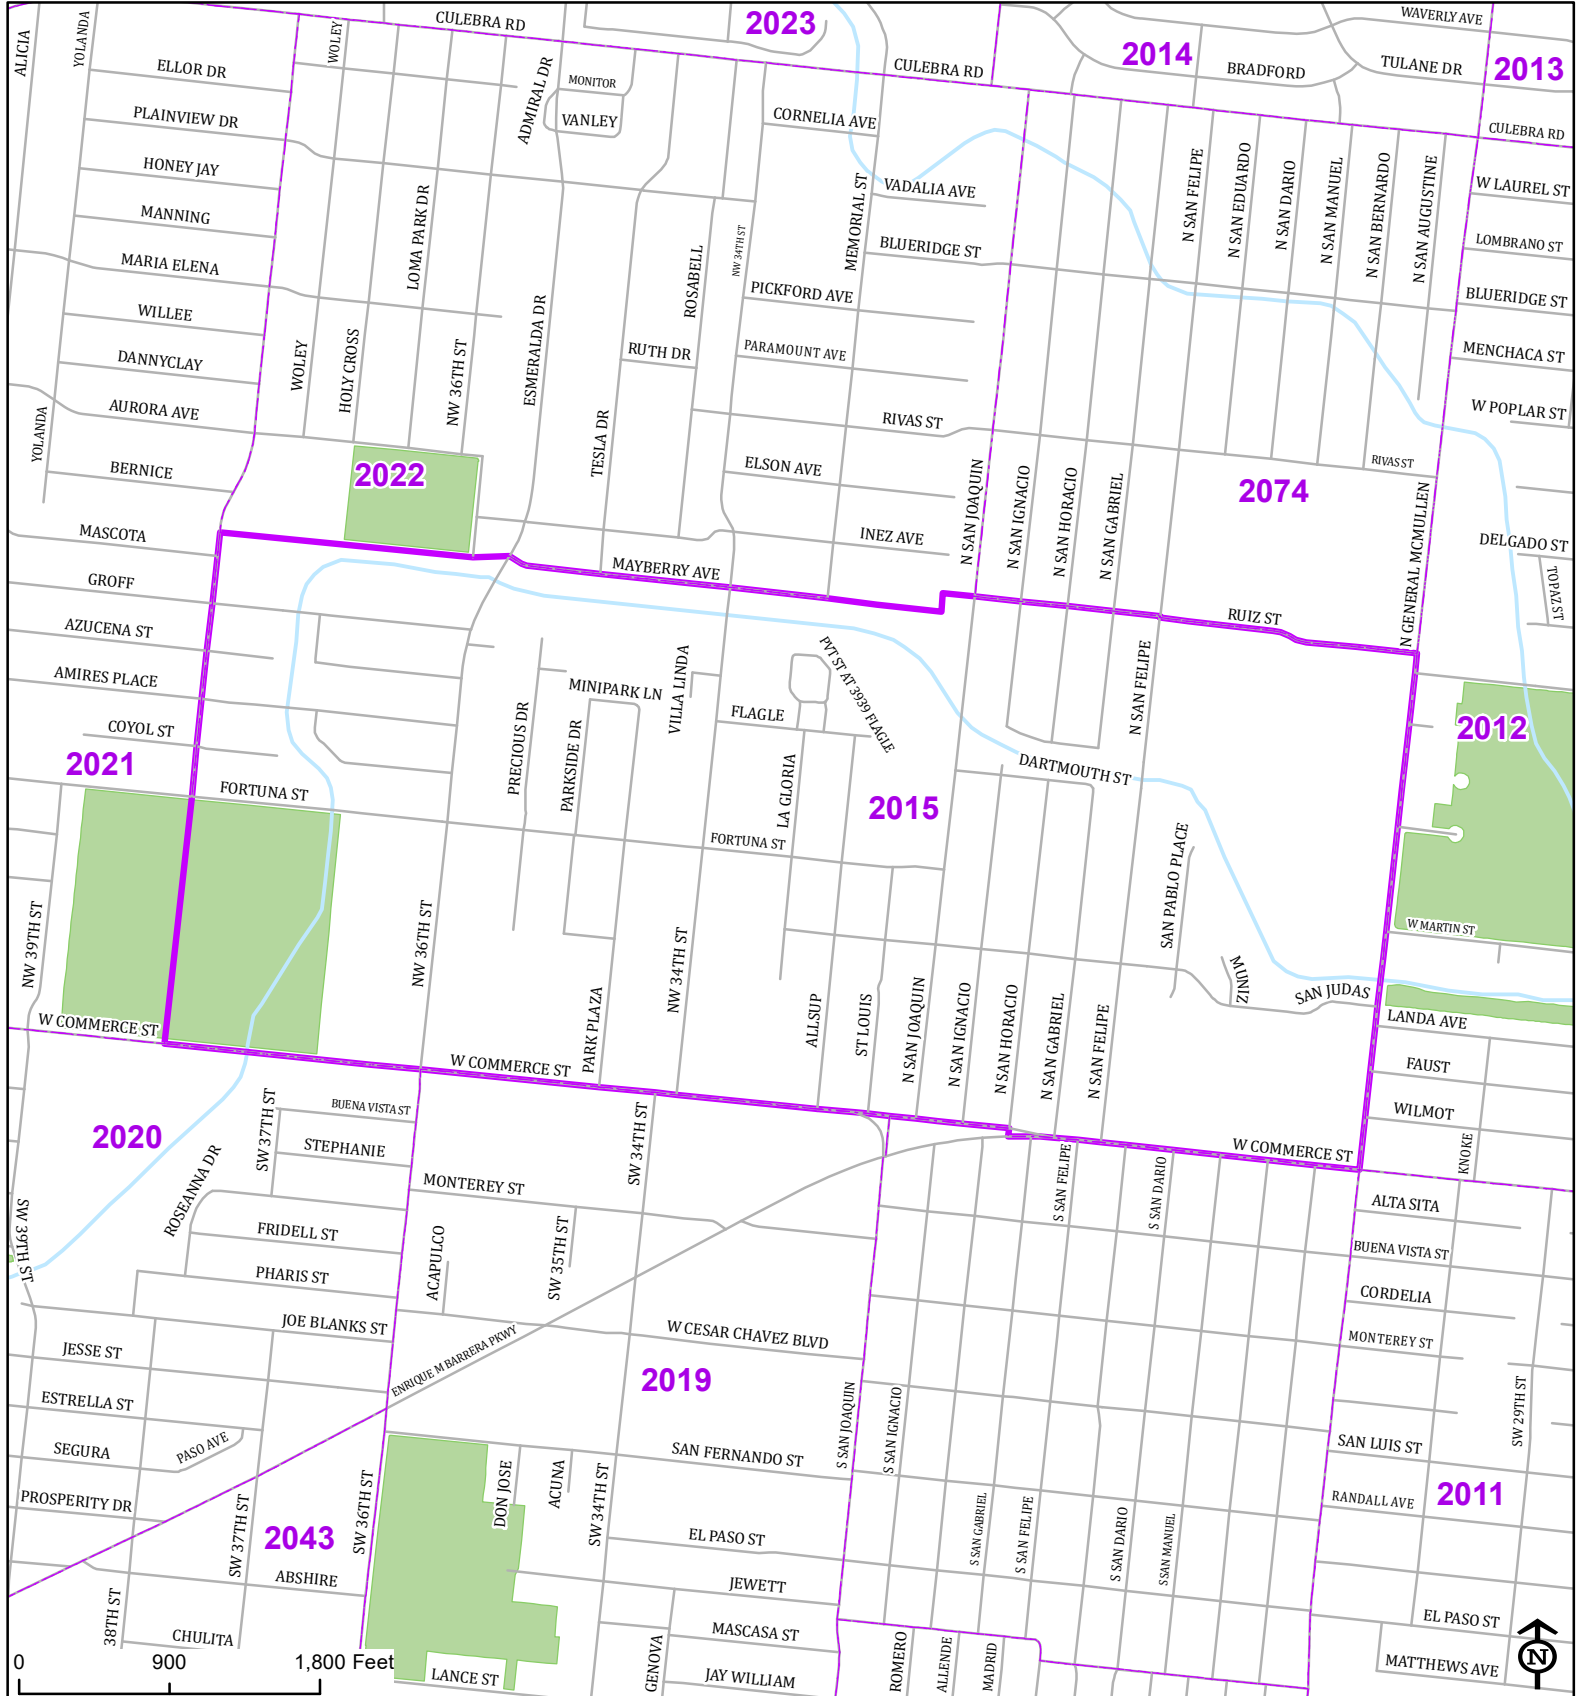 CULEBRA RD
2023
WAVERLY AVE
ALICIA
YOLANDA
WOLEY
ELLOR DR
ADMIRAL DR
MONITOR
VANLEY
CULEBRA RD
2014
BRADFORD
TULANE DR
2013
PLAINVIEW DR
CORNELIA AVE
CULEBRA RD
HONEY JAY
MANNING
LOMA PARK DR
MEMORIAL ST
VADALIA AVE
N SAN FELIPE
N SAN EDUARDO
N SAN DARIO
N SAN MANUEL
N SAN BERNARDO
N SAN AUGUSTINE
W LAUREL ST
LOMBRANO ST
MARIA ELENA
ROSABELL
NW 34TH ST
BLUERIDGE ST
BLUERIDGE ST
WILLEE
PICKFORD AVE
DANNYCLAY
WOLEY
HOLY CROSS
NW 36TH ST
ESMERALDA DR
RUTH DR
PARAMOUNT AVE
MENCHACA ST
AURORA AVE
YOLANDA
TESLA DR
RIVAS ST
W POPLAR ST
BERNICE
2022
ELSON AVE
N SAN JOAQUIN
N SAN IGNACIO
N SAN HORACIO
N SAN GABRIEL
2074
RIVAS ST
N GENERAL MCMULLEN
MASCOTA
INEZ AVE
DELGADO ST
GROFF
MAYBERRY AVE
TOPAZ ST
AZUCENA ST
RUIZ ST
AMIRES PLACE
MINIPARK LN
VILLA LINDA
PVT ST AT 3939 FLAGLE
N SAN FELIPE
COYOL ST
PRECIOUS DR
PARKSIDE DR
FLAGLE
2012
2021
DARTMOUTH ST
FORTUNA ST
LA GLORIA
2015
FORTUNA ST
SAN PABLO PLACE
NW 39TH ST
NW 36TH ST
NW 34TH ST
W MARTIN ST
PARK PLAZA
ALLSUP
ST LOUIS
N SAN JOAQUIN
N SAN IGNACIO
N SAN HORACIO
N SAN GABRIEL
N SAN FELIPE
MUNIZ
SAN JUDAS
LANDA AVE
W COMMERCE ST
W COMMERCE ST
FAUST
BUENA VISTA ST
SW 37TH ST
SW 34TH ST
WILMOT
2020
STEPHANIE
W COMMERCE ST
KNOKE
ROSEANNA DR
MONTEREY ST
S SAN FELIPE
S SAN DARIO
SW 39TH ST
FRIDELL ST
ALTA SITA
ACAPULCO
SW 35TH ST
BUENA VISTA ST
PHARIS ST
CORDELIA
JOE BLANKS ST
W CESAR CHAVEZ BLVD
MONTEREY ST
JESSE ST
ENRIQUE M BARRERA PKWY
2019
ESTRELLA ST
S SAN JOAQUIN
S SAN IGNACIO
SW 29TH ST
SEGURA
PASO AVE
SAN FERNANDO ST
SAN LUIS ST
PROSPERITY DR
SW 37TH ST
SW 36TH ST
DON JOSE
ACUNA
SW 34TH ST
RANDALL AVE
2011
2043
EL PASO ST
S SAN GABRIEL
S SAN FELIPE
S SAN DARIO
S SAN MANUEL
ABSHIRE
JEWETT
38TH ST
CHULITA
MASCASA ST
EL PASO ST
GENOVA
ROMERO
ALLENDE
MADRID
LANCE ST
JAY WILLIAM
MATTHEWS AVE
N
0 900 1,800 Feet